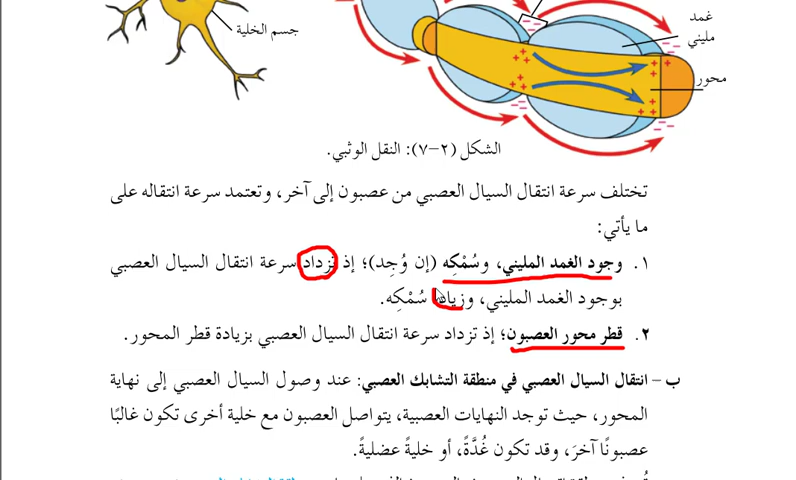 غمد
مليني
محور
جسم الخلية
الشكل (٢-٧): النقل الوثبي.
تختلف سرعة انتقال السيال العصبي من عصبون إلى آخر، وتعتمد سرعة انتقاله على
ما يأتي:
١. وجود الغمد المليني، وسُمْكِه (إن وُجِد)؛ إذ تزداد سرعة انتقال السيال العصبي
بوجود الغمد المليني، وزيادة سُمْكِه.
٢. قطر محور العصبون؛ إذ تزداد سرعة انتقال السيال العصبي بزيادة قطر المحور.
ب- انتقال السيال العصبي في منطقة التشابك العصبي: عند وصول السيال العصبي إلى نهاية
المحور، حيث توجد النهايات العصبية، يتواصل العصبون مع خلية أخرى تكون غالبًا
عصبونًا آخرَ، وقد تكون غُدَّةً، أو خليةً عضليةً.